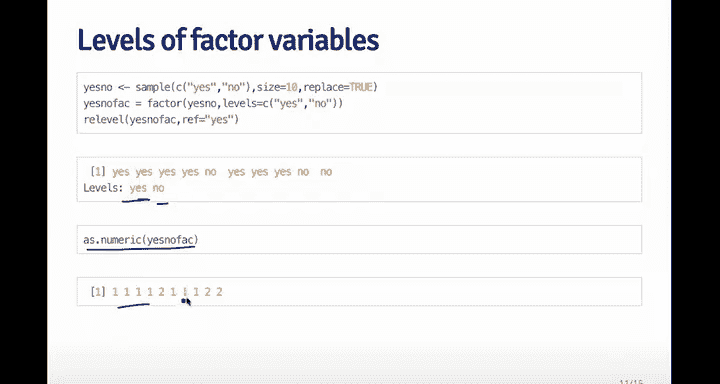 Levels of factor variables
yesno <- sample(c("yes","no"),size=10,replace=TRUE)
yesnofac = factor(yesno,levels=c("yes","no"))
relevel(yesnofac,ref="yes")
[1] yes yes yes yes no  yes yes yes no  no
Levels: yes no
as.numeric(yesnofac)
[1] 1 1 1 1 2 1 1 1 2 2